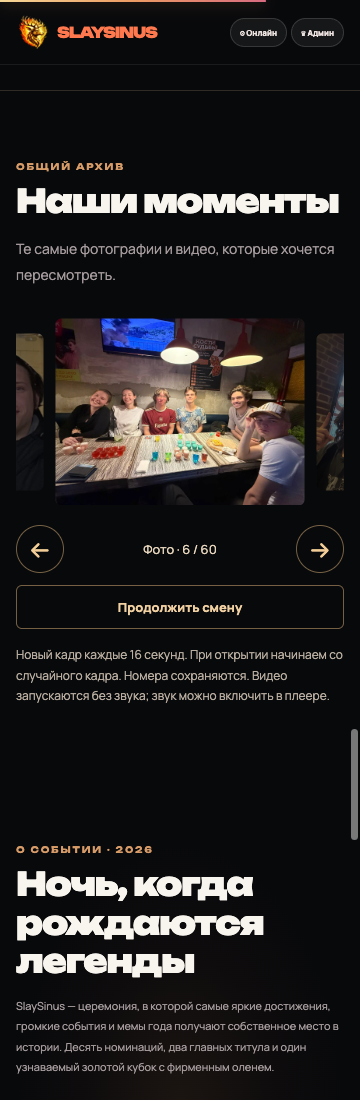 SLAYSINUS
Онлайн
Админ
ОБЩИЙ АРХИВ
Наши моменты
Те самые фотографии и видео, которые хочется
пересмотреть.
Фото · 6 / 60
Продолжить смену
Новый кадр каждые 16 секунд. При открытии начинаем со
случайного кадра. Номера сохраняются. Видео
запускаются без звука; звук можно включить в плеере.
О СОБЫТИИ · 2026
Ночь, когда
рождаются
легенды
SlaySinus — церемония, в которой самые яркие достижения,
громкие события и мемы года получают собственное место в
истории. Десять номинаций, два главных титула и один
узнаваемый золотой кубок с фирменным оленем.